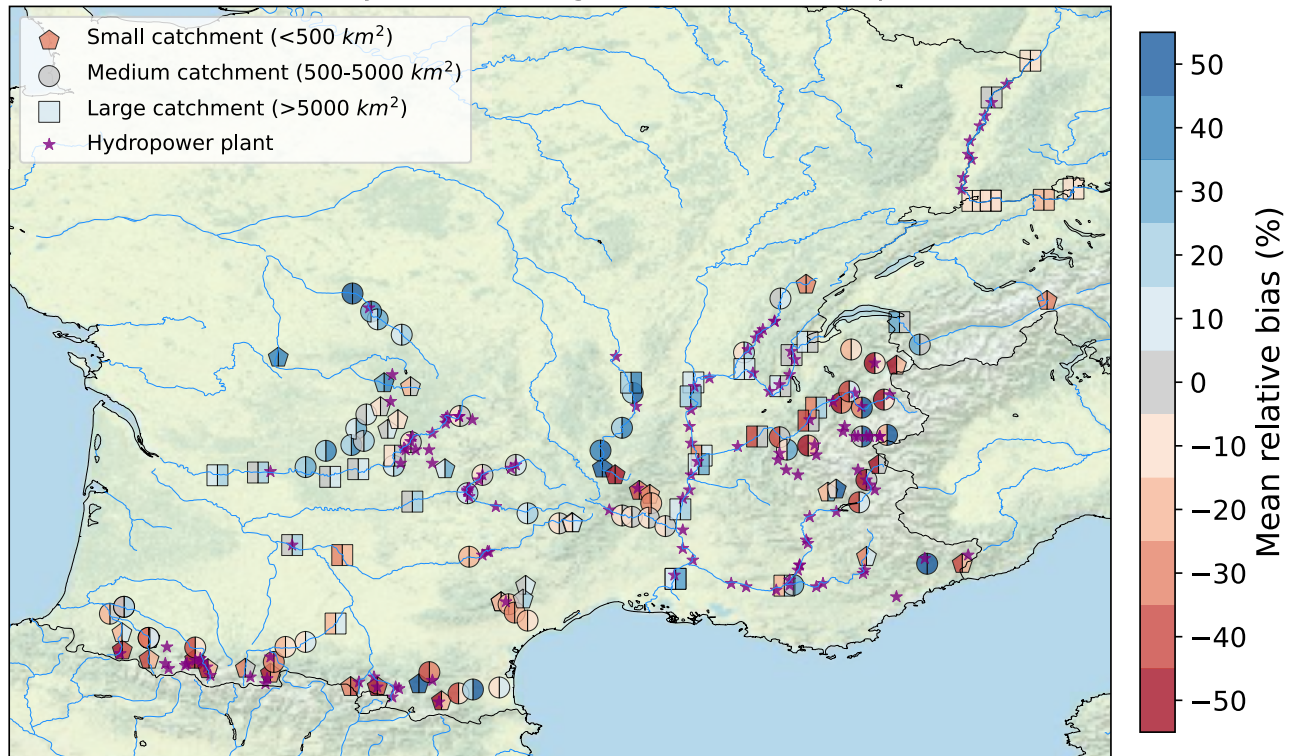 Small catchment (<500 km²)
Medium catchment (500-5000 km²)
Large catchment (>5000 km²)
Hydropower plant
50
40
30
20
10
0
−10
−20
−30
−40
−50
Mean relative bias (%)